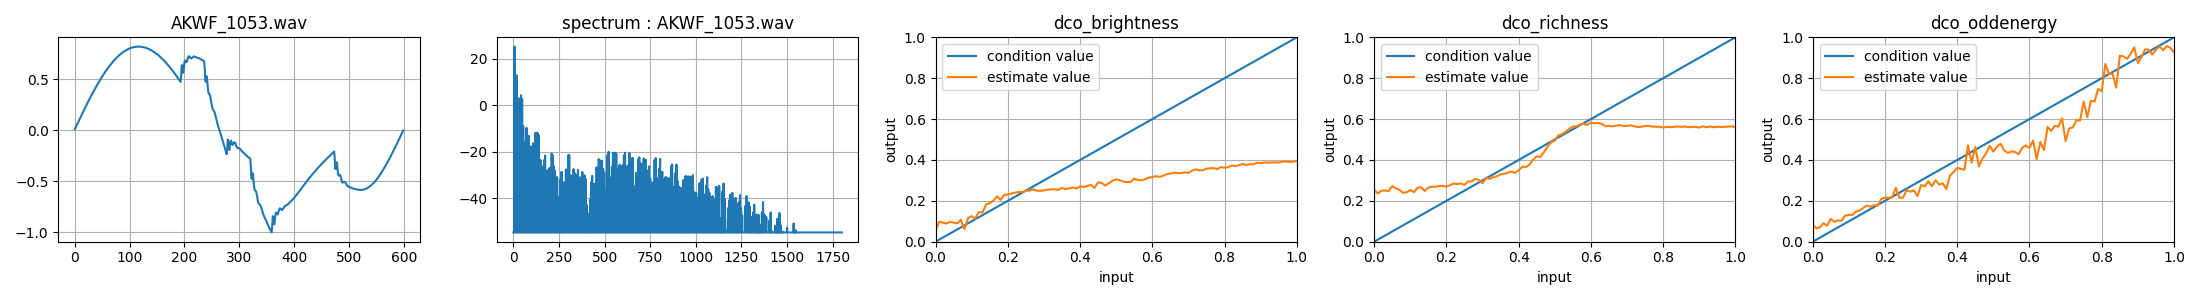 AKWF_1053.wav
0.5
0.0
−0.5
−1.0
0 100 200 300 400 500 600
spectrum : AKWF_1053.wav
20
0
−20
−40
0 250 500 750 1000 1250 1500 1750
dco_brightness
condition value
estimate value
output
1.0
0.8
0.6
0.4
0.2
0.0
0.0 0.2 0.4 0.6 0.8 1.0
input
dco_richness
condition value
estimate value
output
1.0
0.8
0.6
0.4
0.2
0.0
0.0 0.2 0.4 0.6 0.8 1.0
input
dco_oddenergy
condition value
estimate value
output
1.0
0.8
0.6
0.4
0.2
0.0
0.0 0.2 0.4 0.6 0.8 1.0
input